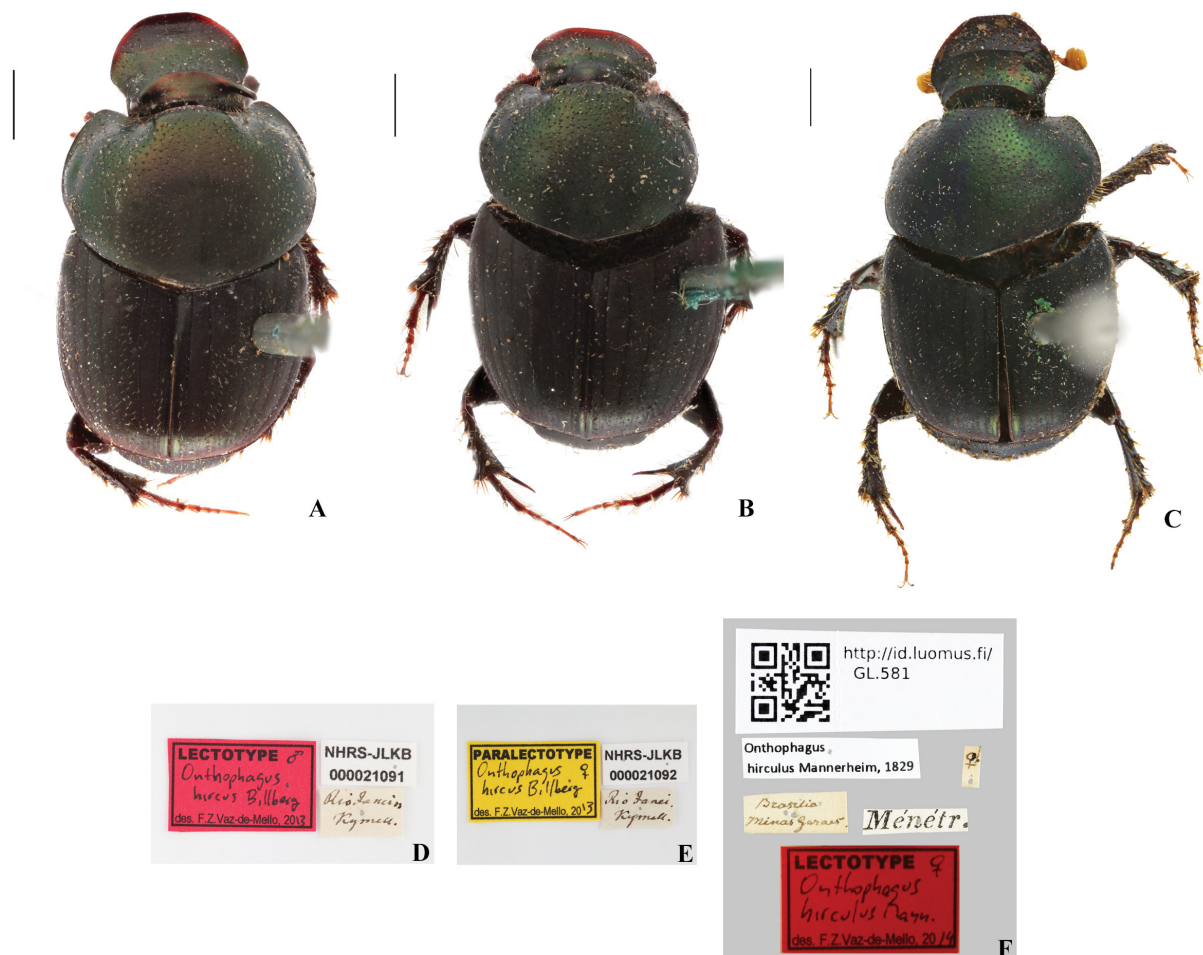 A
B
C
LECTOTYPE ♂
Onthophagus
hircus Billberg
des. F.Z.Vaz-de-Mello, 2013
NHRS-JLKB
000021091
Rio Janein
Kymell.
D
PARALECTOTYPE
Onthophagus ♀
hircus Billberg
des. F.Z.Vaz-de-Mello, 2013
NHRS-JLKB
000021092
Rio Janei.
Kymell.
E
http://id.luomus.fi/
GL.581
Onthophagus
hirculus Mannerheim, 1829
♀
Brasilia
Minas Geraes.
Ménétr.
LECTOTYPE ♀
Onthophagus
hirculus Mann.
des. F.Z.Vaz-de-Mello, 2014
F